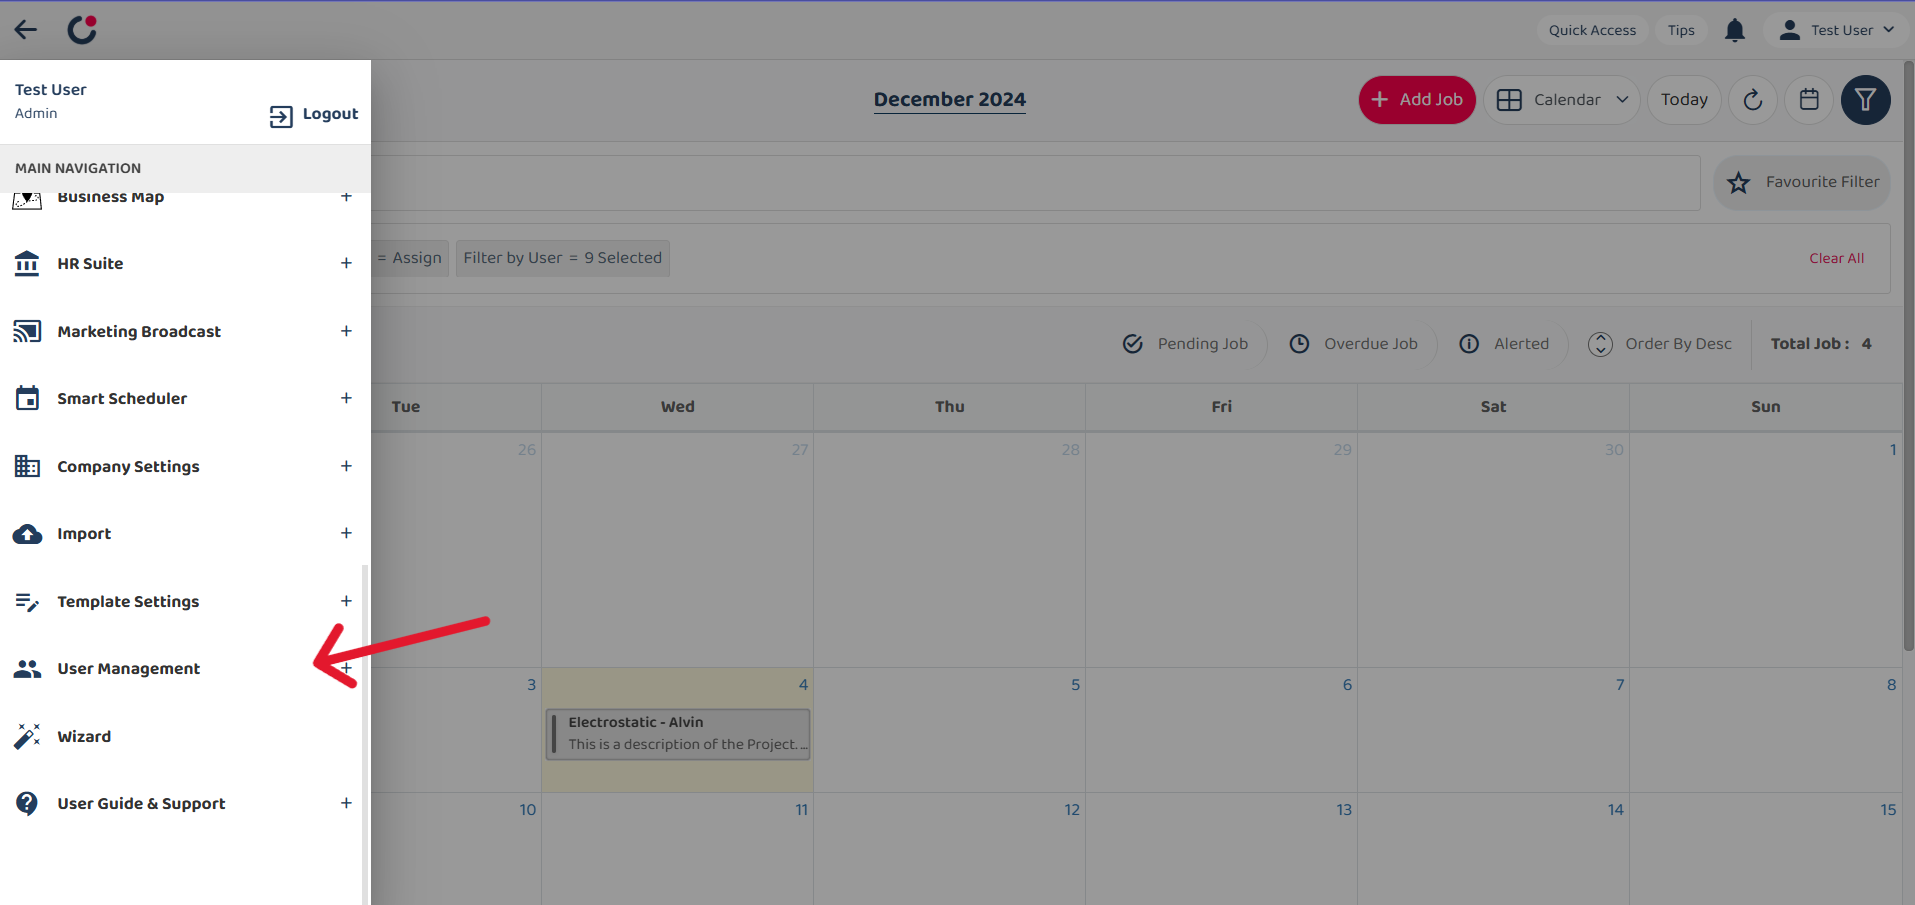 Quick Access Tips Test User
Test User
Admin
Logout
MAIN NAVIGATION
Business Map +
HR Suite +
Marketing Broadcast +
Smart Scheduler +
Company Settings +
Import +
Template Settings +
User Management +
Wizard
User Guide & Support +
December 2024
+ Add Job Calendar Today
Favourite Filter
= Assign Filter by User = 9 Selected Clear All
Pending Job Overdue Job Alerted Order By Desc Total Job : 4
Tue Wed Thu Fri Sat Sun
26 27 28 29 30 1
3 4 5 6 7 8
Electrostatic - Alvin
This is a description of the Project. ...
10 11 12 13 14 15